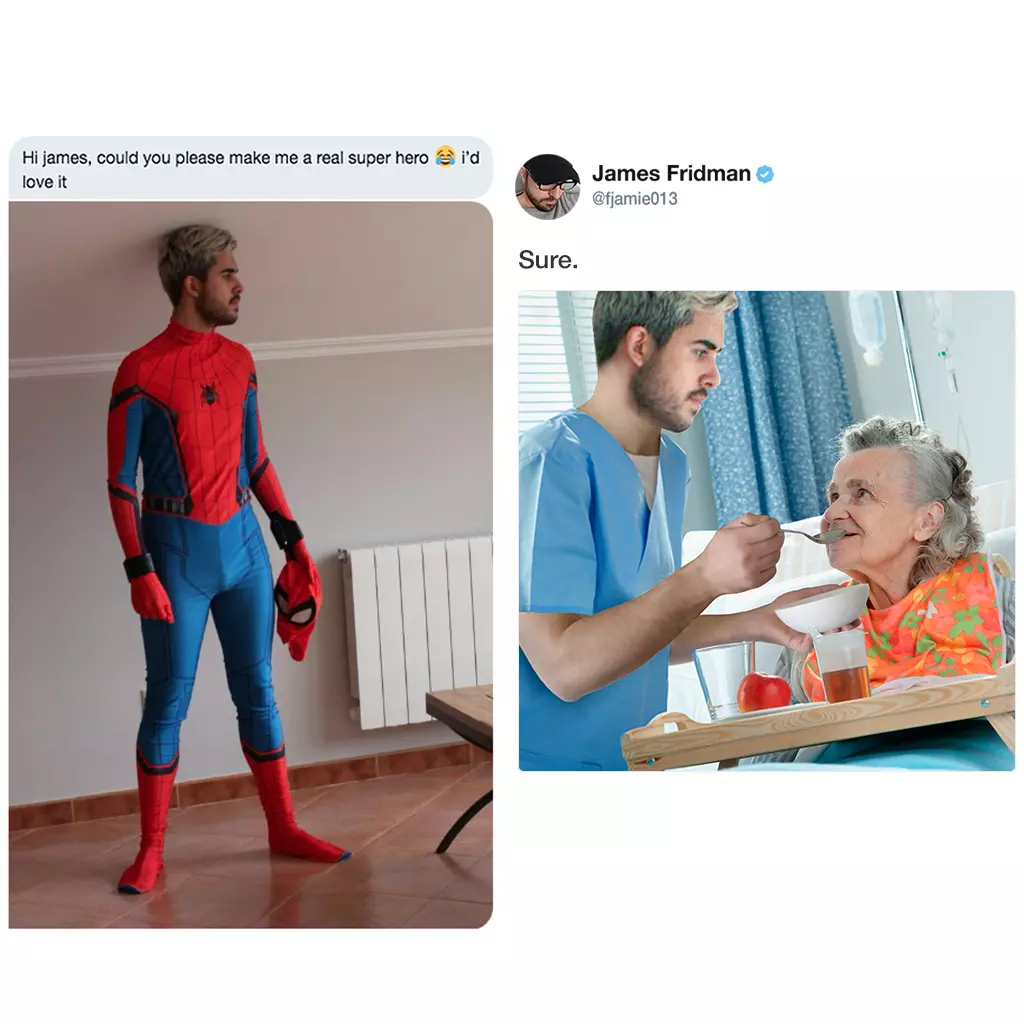 Hi james, could you please make me a real super hero 😂 i'd
love it
James Fridman
@fjamie013
Sure.